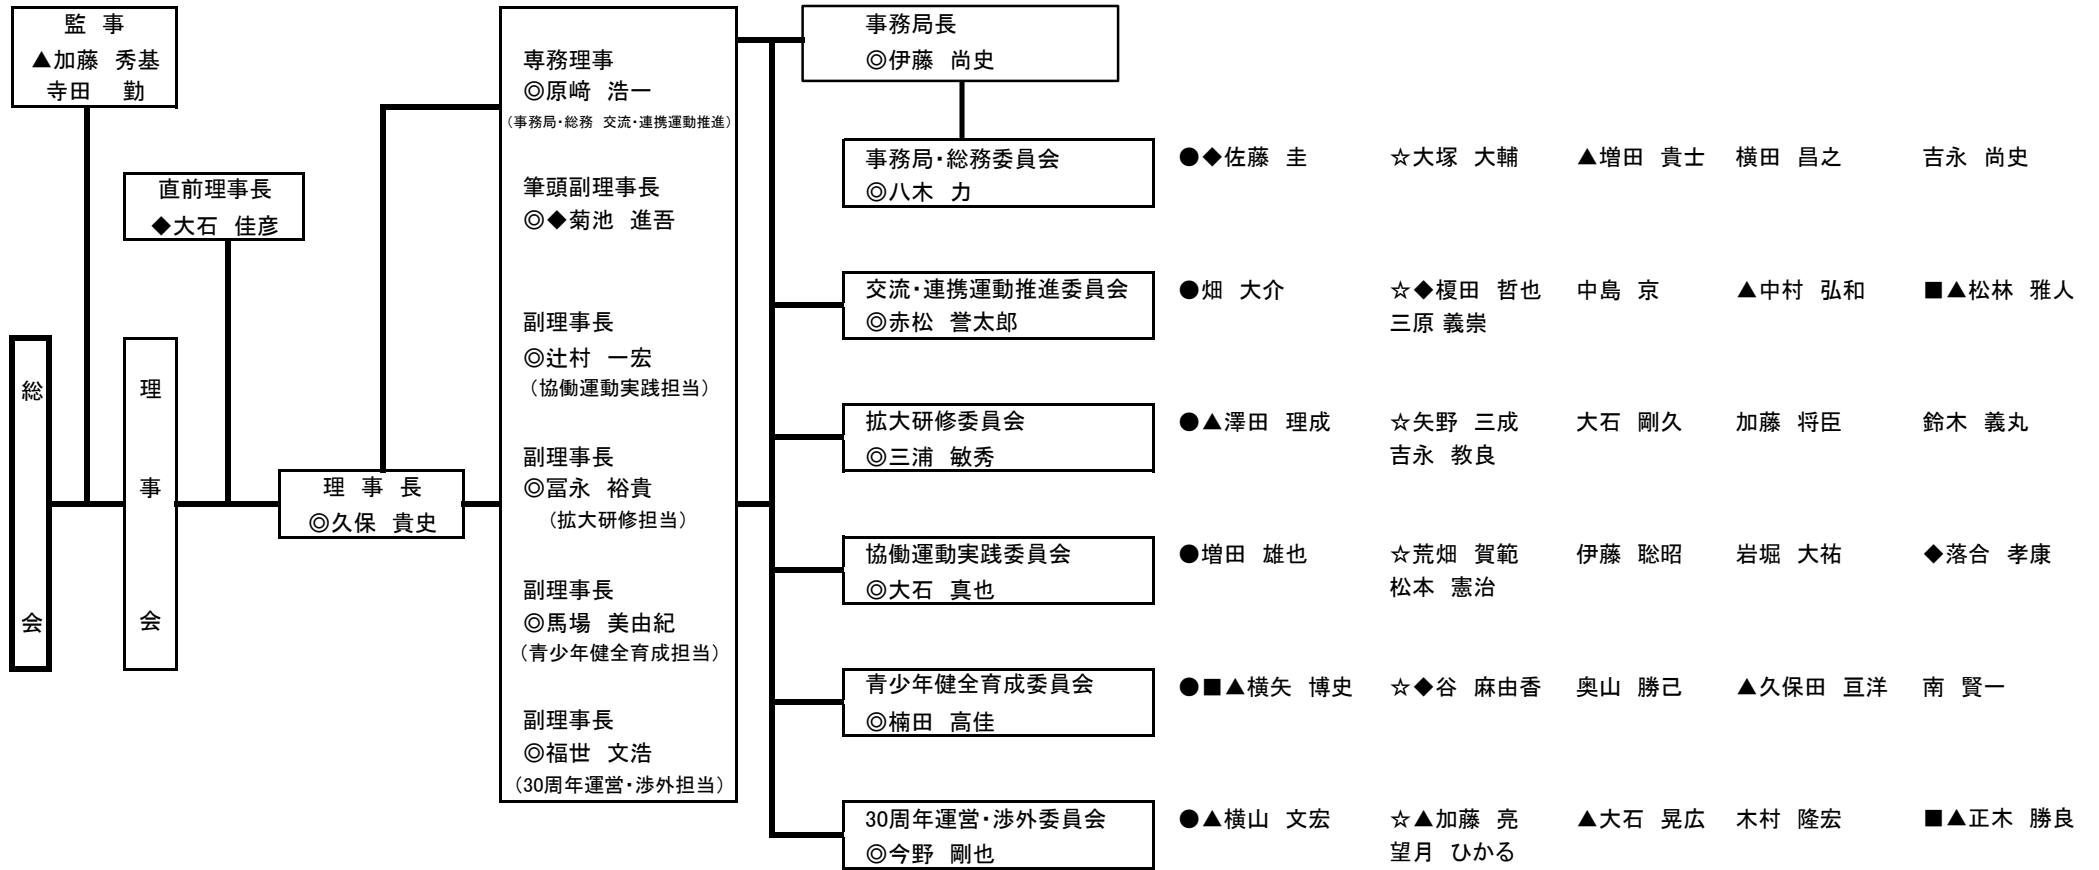 監 事
▲加藤 秀基
寺田 勤
直前理事長
◆大石 佳彦
総会
理事会
理 事 長
◎久保 貴史
専務理事
◎原﨑 浩一
（事務局・総務 交流・連携運動推進）
筆頭副理事長
◎◆菊池 進吾
副理事長
◎辻村 一宏
（協働運動実践担当）
副理事長
◎冨永 裕貴
（拡大研修担当）
副理事長
◎馬場 美由紀
（青少年健全育成担当）
副理事長
◎福世 文浩
（30周年運営・渉外担当）
事務局長
◎伊藤 尚史
事務局・総務委員会
◎八木 力
●◆佐藤 圭 ☆大塚 大輔 ▲増田 貴士 横田 昌之 吉永 尚史
交流・連携運動推進委員会
◎赤松 誉太郎
●畑 大介 ☆◆榎田 哲也 中島 京 ▲中村 弘和 ■▲松林 雅人
三原 義崇
拡大研修委員会
◎三浦 敏秀
●▲澤田 理成 ☆矢野 三成 大石 剛久 加藤 将臣 鈴木 義丸
吉永 教良
協働運動実践委員会
◎大石 真也
●増田 雄也 ☆荒畑 賀範 伊藤 聡昭 岩堀 大祐 ◆落合 孝康
松本 憲治
青少年健全育成委員会
◎楠田 高佳
●■▲横矢 博史 ☆◆谷 麻由香 奥山 勝己 ▲久保田 亘洋 南 賢一
30周年運営・渉外委員会
◎今野 剛也
●▲横山 文宏 ☆▲加藤 亮 ▲大石 晃広 木村 隆宏 ■▲正木 勝良
望月 ひかる